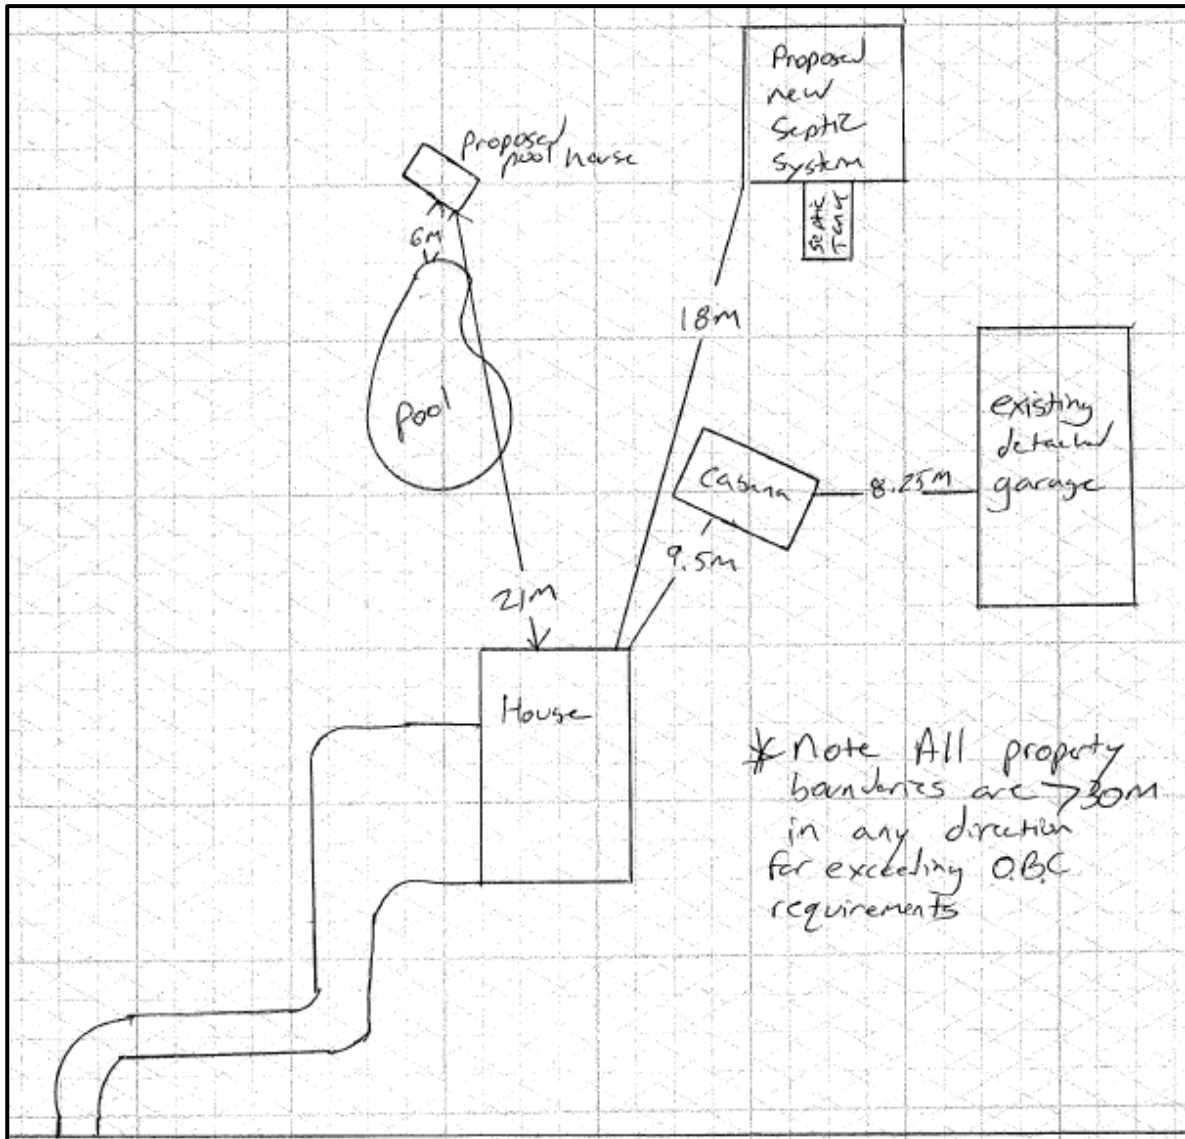 Proposed
new
Septic
System
Septic
Tank
proposed
pool house
6m
18m
Pool
existing
detached
garage
Cabana
8.25m
9.5m
21m
House
* Note All property
boundaries are >30m
in any direction
far exceeding O.B.C
requirements